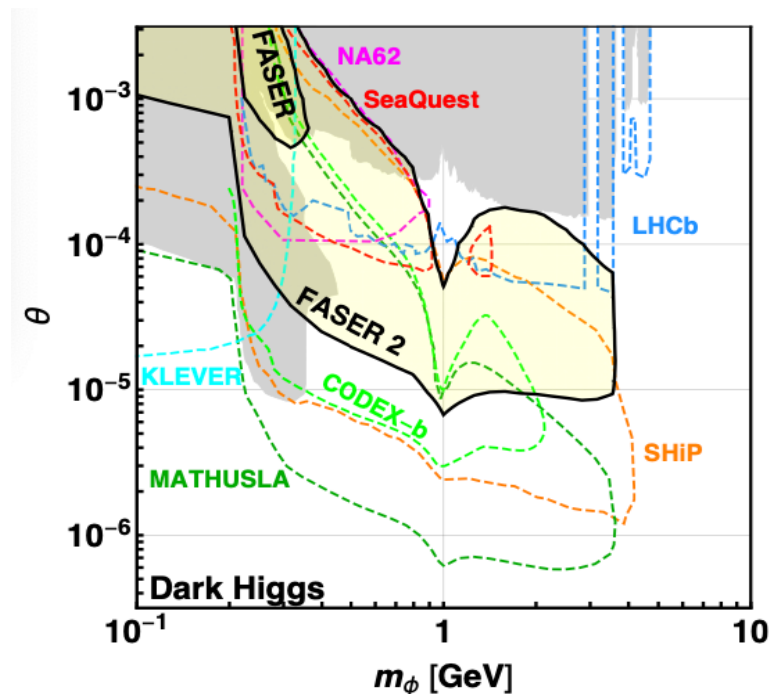 NA62
FASER
SeaQuest
10⁻³
10⁻⁴
LHCb
θ
FASER 2
10⁻⁵
KLEVER
CODEX-b
SHiP
MATHUSLA
10⁻⁶
Dark Higgs
10⁻¹ 1 10
m_ϕ [GeV]